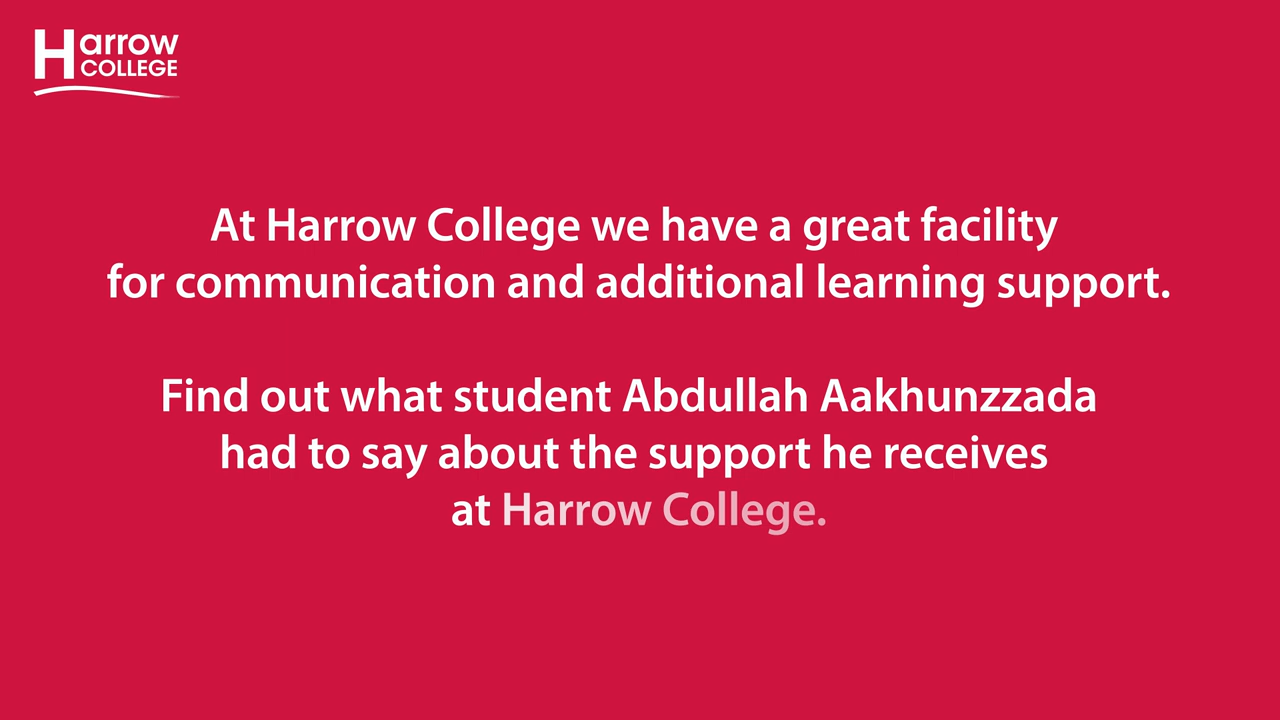 Harrow
COLLEGE
At Harrow College we have a great facility
for communication and additional learning support.
Find out what student Abdullah Aakhunzzada
had to say about the support he receives
at Harrow College.